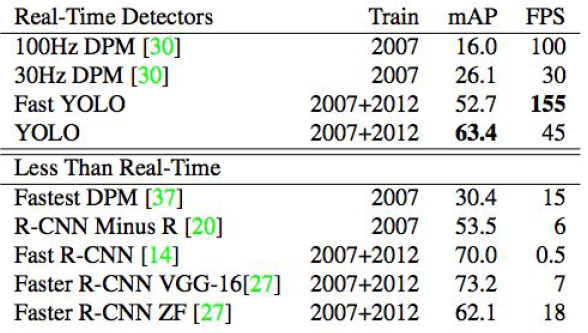 Real-Time Detectors Train mAP FPS
100Hz DPM [30] 2007 16.0 100
30Hz DPM [30] 2007 26.1 30
Fast YOLO 2007+2012 52.7 155
YOLO 2007+2012 63.4 45
Less Than Real-Time
Fastest DPM [37] 2007 30.4 15
R-CNN Minus R [20] 2007 53.5 6
Fast R-CNN [14] 2007+2012 70.0 0.5
Faster R-CNN VGG-16[27] 2007+2012 73.2 7
Faster R-CNN ZF [27] 2007+2012 62.1 18